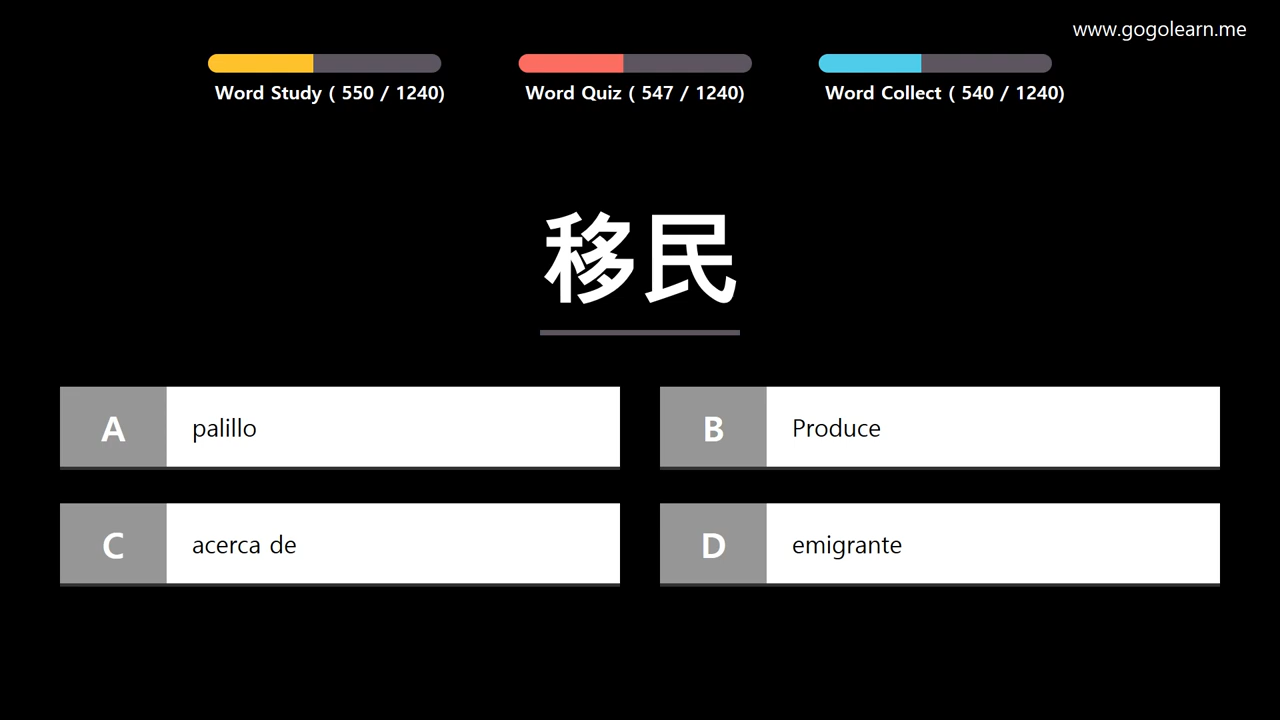 www.gogolearn.me
Word Study ( 550 / 1240)
Word Quiz ( 547 / 1240)
Word Collect ( 540 / 1240)
移民
A palillo
B Produce
C acerca de
D emigrante